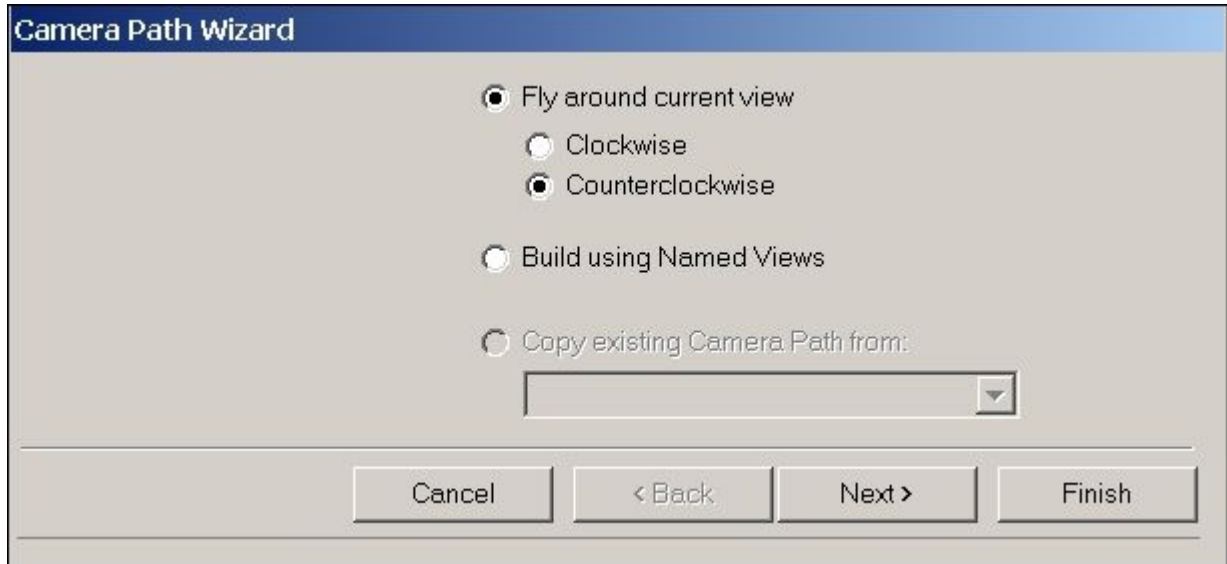 Camera Path Wizard
Fly around current view
Clockwise
Counterclockwise
Build using Named Views
Copy existing Camera Path from:
Cancel < Back Next > Finish